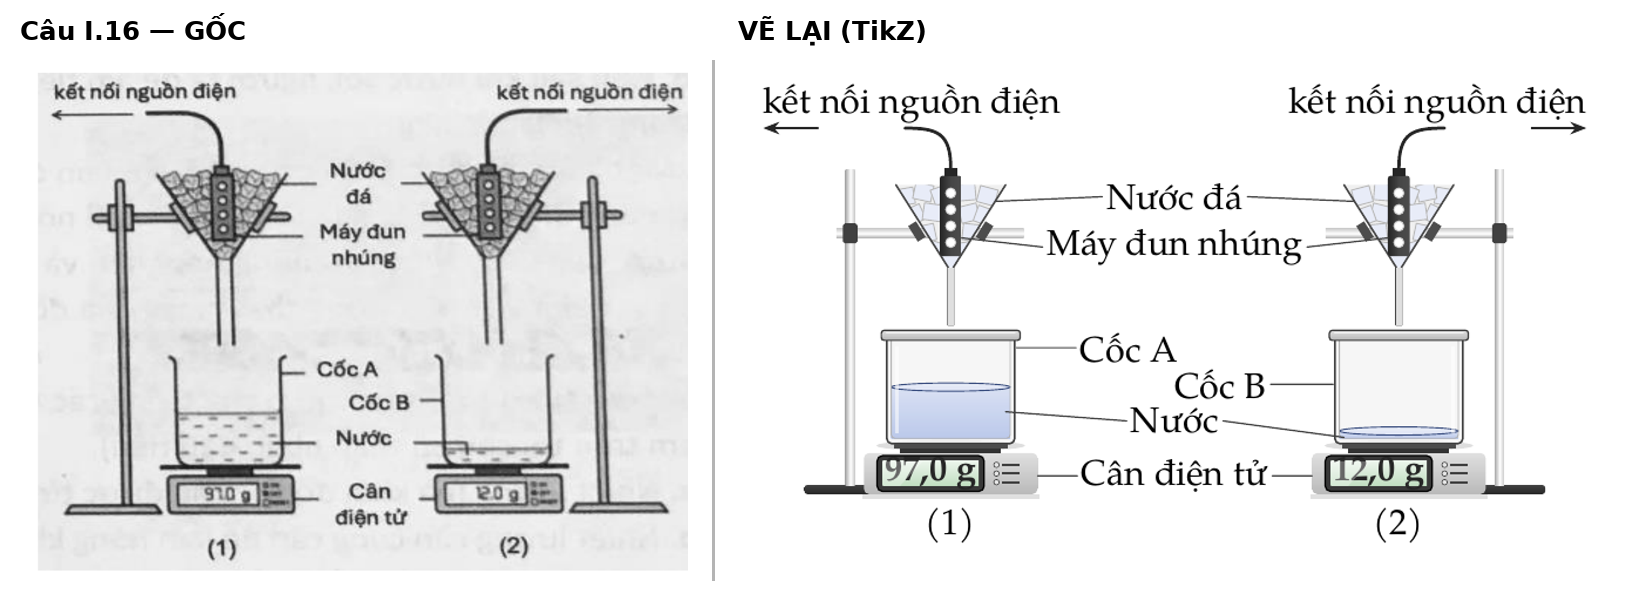 Câu I.16 — GỐC
kết nối nguồn điện
kết nối nguồn điện
Nước
đá
Máy đun
nhúng
Cốc A
Cốc B
Nước
97.0 g
Cân
điện tử
12.0 g
(1)
(2)
VẼ LẠI (TikZ)
kết nối nguồn điện
kết nối nguồn điện
Nước đá
Máy đun nhúng
Cốc A
Cốc B
Nước
97,0 g
Cân điện tử
12,0 g
(1)
(2)